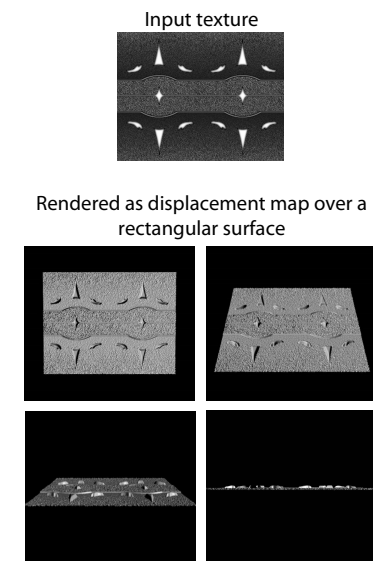 Input texture
Rendered as displacement map over a
rectangular surface